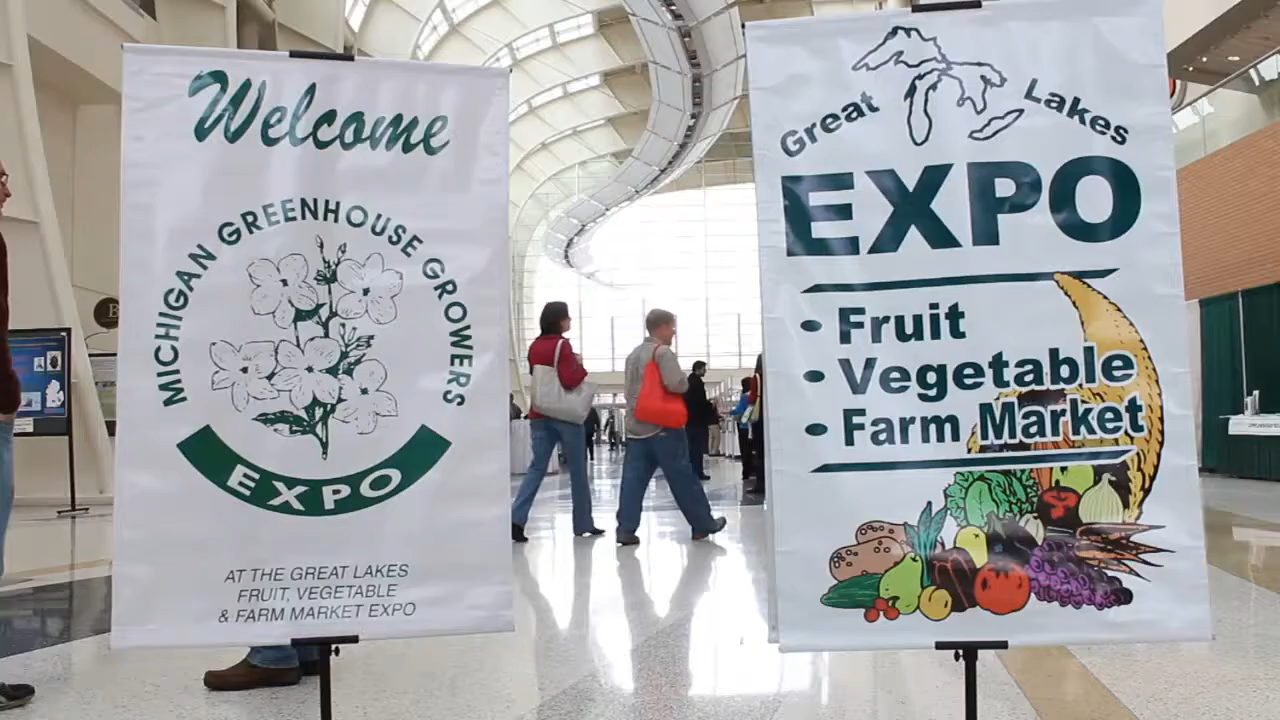 Welcome
MICHIGAN GREENHOUSE GROWERS
EXPO
AT THE GREAT LAKES
FRUIT, VEGETABLE
& FARM MARKET EXPO
Great Lakes
EXPO
• Fruit
• Vegetable
• Farm Market
B